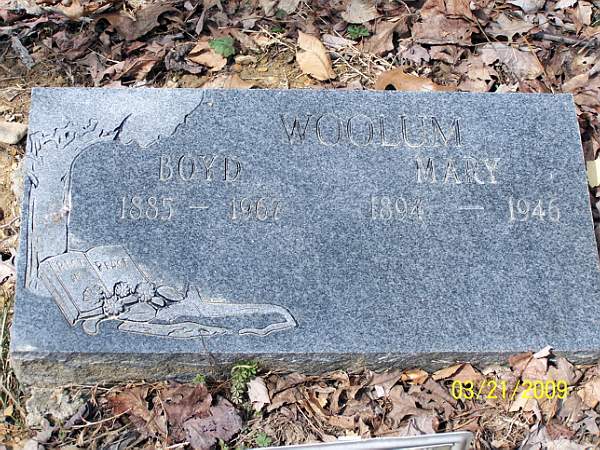 WOOLUM
BOYD MARY
1885 — 1967 1894 — 1946
03/21/2009